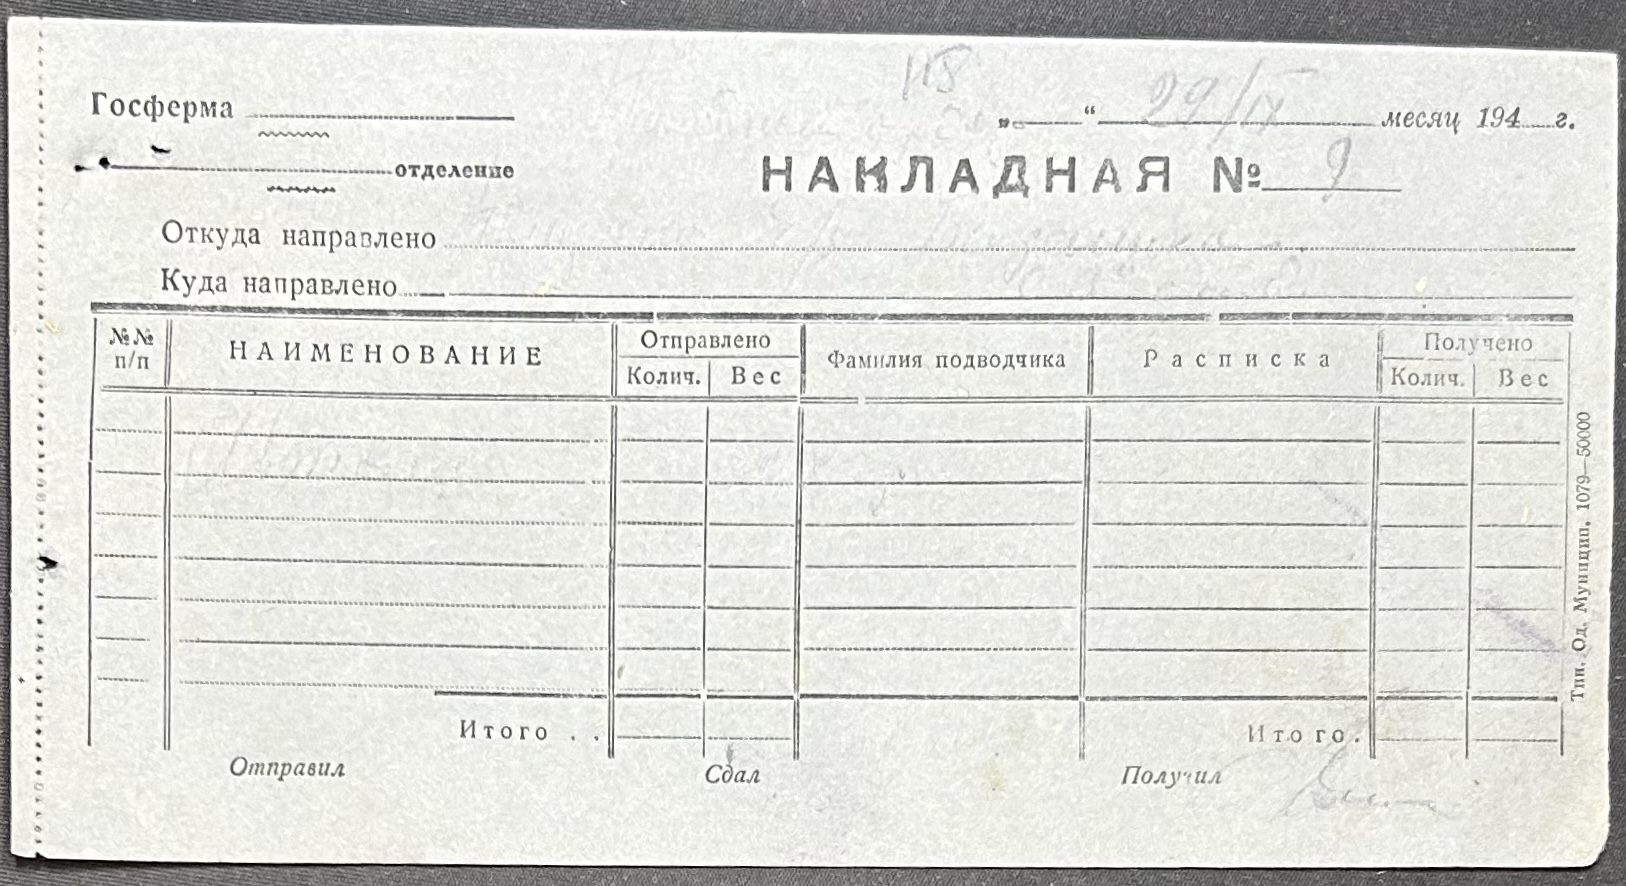 118
Госферма
„ “ 29/IX месяц 194 г.
отделение
НАКЛАДНАЯ № 9
Откуда направлено
Куда направлено
№№ п/п
НАИМЕНОВАНИЕ
Отправлено
Колич. Вес
Фамилия подводчика
Расписка
Получено
Колич. Вес
Итого . .
Итого.
Отправил Сдал Получил
Тип. Од. Муницип. 1079—50000